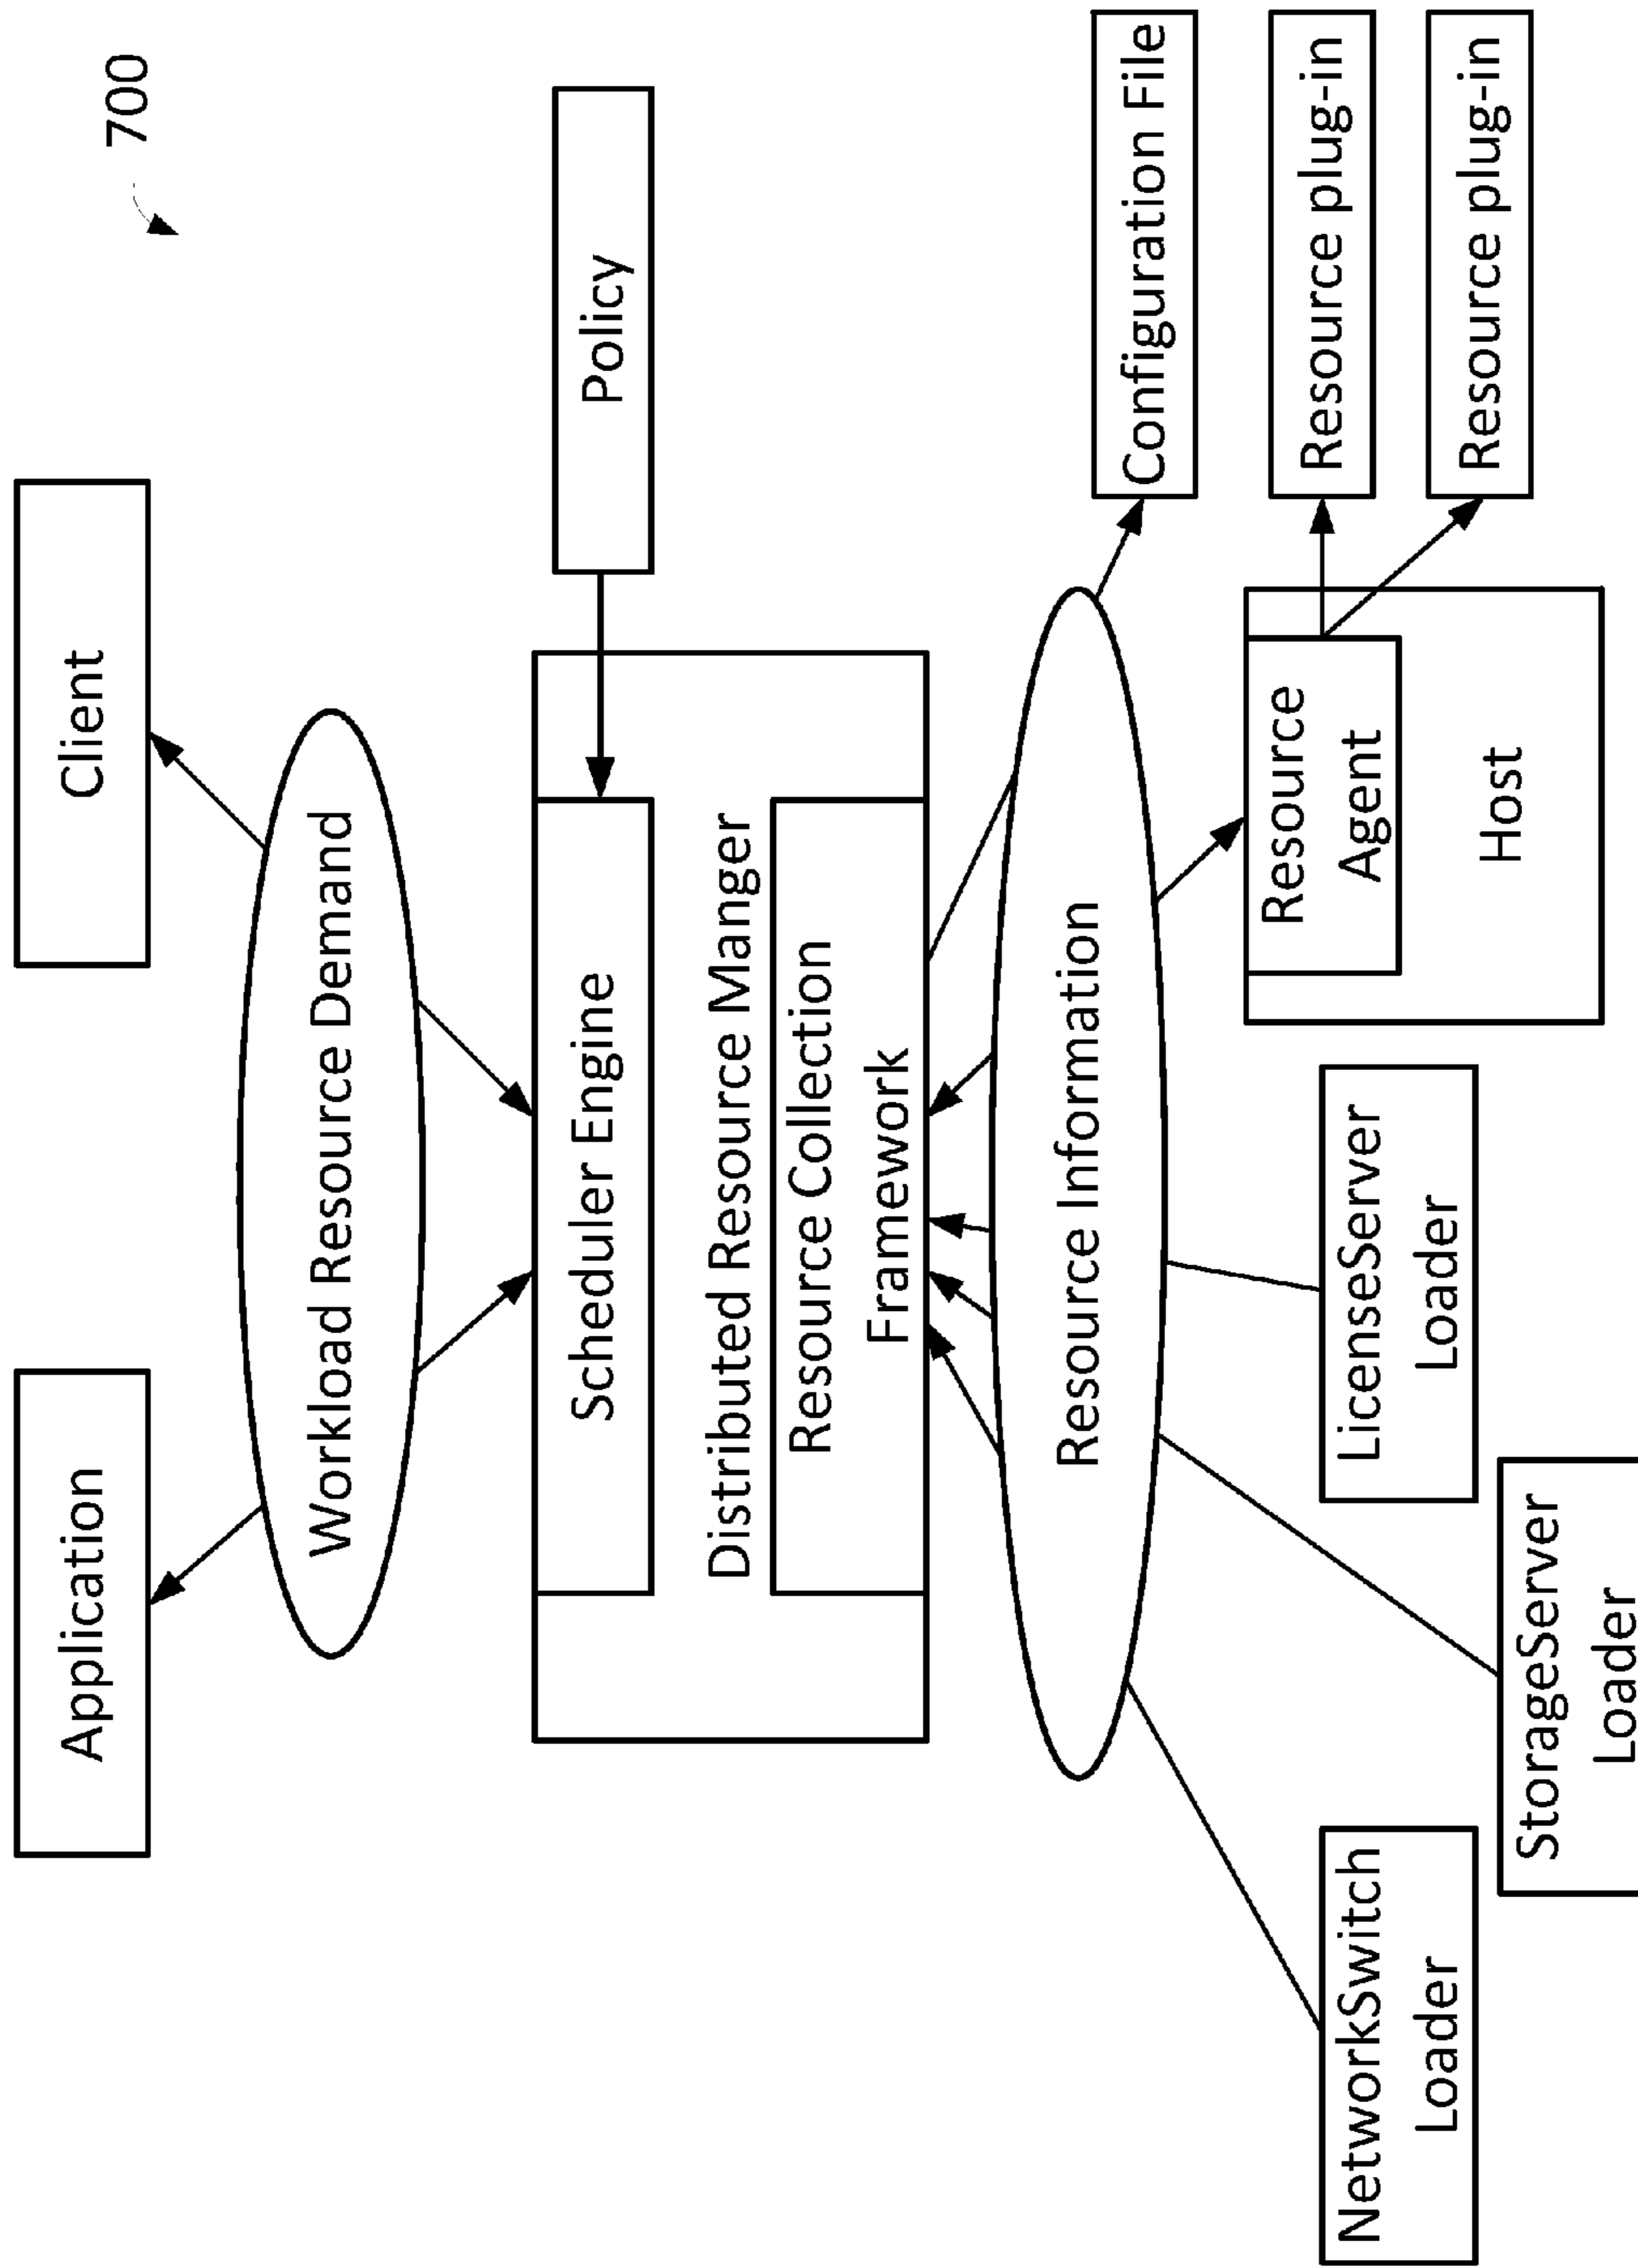 700
Application
Client
Workload Resource Demand
Policy
Scheduler Engine
Distributed Resource Manger
Resource Collection
Framework
Resource Information
Configuration File
Resource plug-in
Resource plug-in
Resource
Agent
Host
LicenseServer
Loader
StorageServer
Loader
NetworkSwitch
Loader